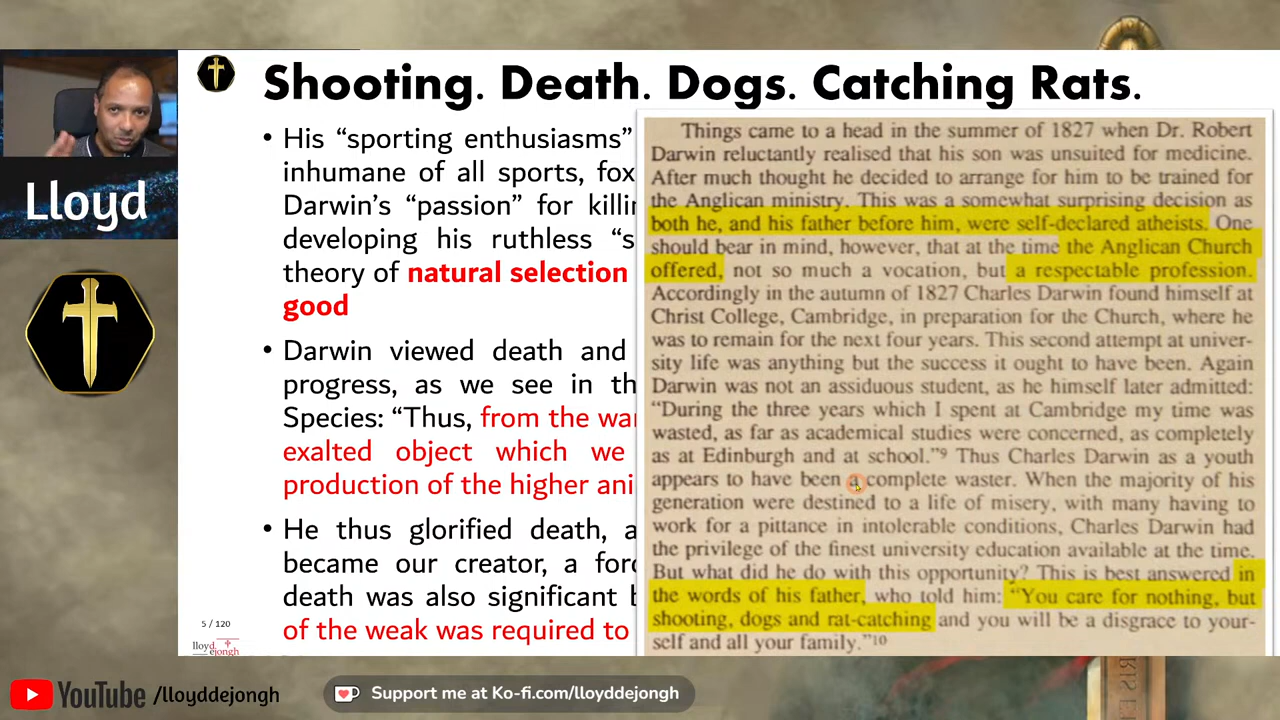 Shooting. Death. Dogs. Catching Rats.
Lloyd
• His “sporting enthusiasms”
inhumane of all sports, fox
Darwin’s “passion” for
developing his ruthless
theory of natural selection
good
• Darwin viewed death and
progress, as we see in
Species: “Thus, from the
exalted object which we
production of the higher
• He thus glorified death,
became our creator, a
death was also significant
of the weak was required to
5 / 120
lloyd
ejongh
Things came to a head in the summer of 1827 when Dr. Robert
Darwin reluctantly realised that his son was unsuited for medicine.
After much thought he decided to arrange for him to be trained for
the Anglican ministry. This was a somewhat surprising decision as
both he, and his father before him, were self-declared atheists. One
should bear in mind, however, that at the time the Anglican Church
offered, not so much a vocation, but a respectable profession.
Accordingly in the autumn of 1827 Charles Darwin found himself at
Christ College, Cambridge, in preparation for the Church, where he
was to remain for the next four years. This second attempt at univer-
sity life was anything but the success it ought to have been. Again
Darwin was not an assiduous student, as he himself later admitted:
“During the three years which I spent at Cambridge my time was
wasted, as far as academical studies were concerned, as completely
as at Edinburgh and at school.”⁹ Thus Charles Darwin as a youth
appears to have been a complete waster. When the majority of his
generation were destined to a life of misery, with many having to
work for a pittance in intolerable conditions, Charles Darwin had
the privilege of the finest university education available at the time.
But what did he do with this opportunity? This is best answered in
the words of his father, who told him: “You care for nothing, but
shooting, dogs and rat-catching and you will be a disgrace to your-
self and all your family.”¹⁰
YouTube /lloyddejongh
Support me at Ko-fi.com/lloyddejongh